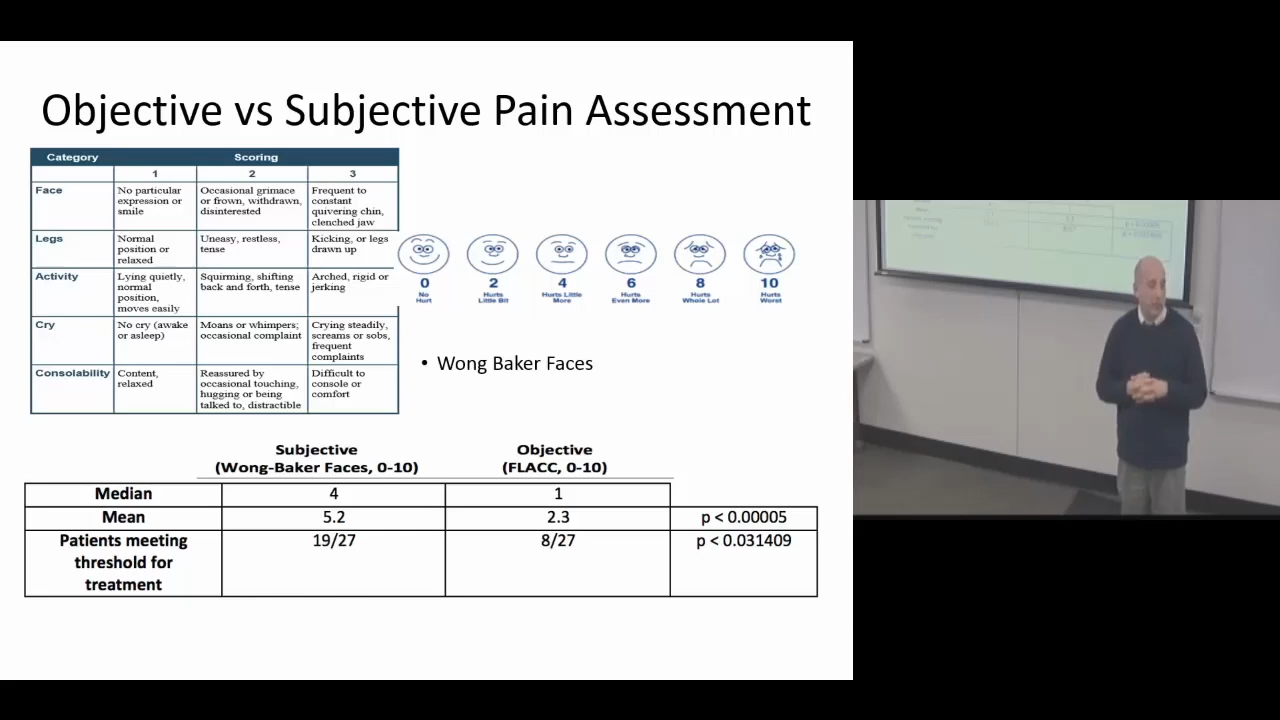 Objective vs Subjective Pain Assessment
Category Scoring
1 2 3
Face No particular Occasional grimace Frequent to
expression or or frown, withdrawn, constant
smile disinterested quivering chin,
clenched jaw
Legs Normal Uneasy, restless, Kicking, or legs
position or tense drawn up
relaxed
Activity Lying quietly, Squirming, shifting Arched, rigid or
normal back and forth, tense jerking
position,
moves easily
Cry No cry (awake Moans or whimpers; Crying steadily,
or asleep) occasional complaint screams or sobs,
frequent
complaints
Consolability Content, Reassured by Difficult to
relaxed occasional touching, console or
hugging or being comfort
talked to, distractible
0 2 4 6 8 10
No Hurts Hurts Little Hurts Hurts Hurts
Hurt Little Bit More Even More Whole Lot Worst
• Wong Baker Faces
Subjective Objective
(Wong-Baker Faces, 0-10) (FLACC, 0-10)
Median 4 1
Mean 5.2 2.3 p < 0.00005
Patients meeting 19/27 8/27 p < 0.031409
threshold for
treatment